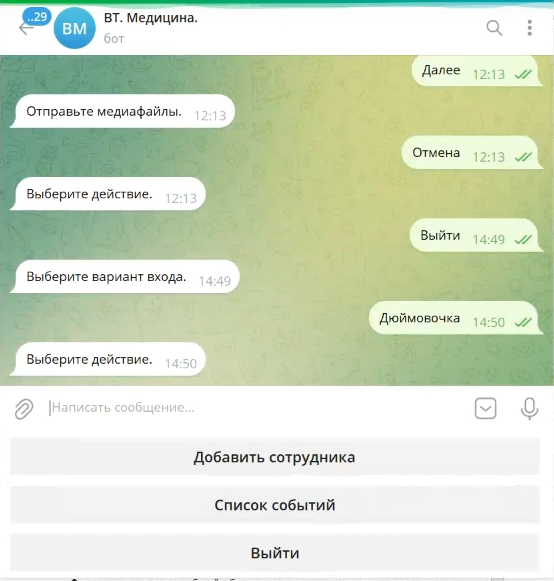 ..29
ВМ
ВТ. Медицина.
бот
Далее 12:13
Отправьте медиафайлы. 12:13
Отмена 12:13
Выберите действие. 12:13
Выйти 14:49
Выберите вариант входа. 14:49
Дюймовочка 14:50
Выберите действие. 14:50
Написать сообщение...
Добавить сотрудника
Список событий
Выйти